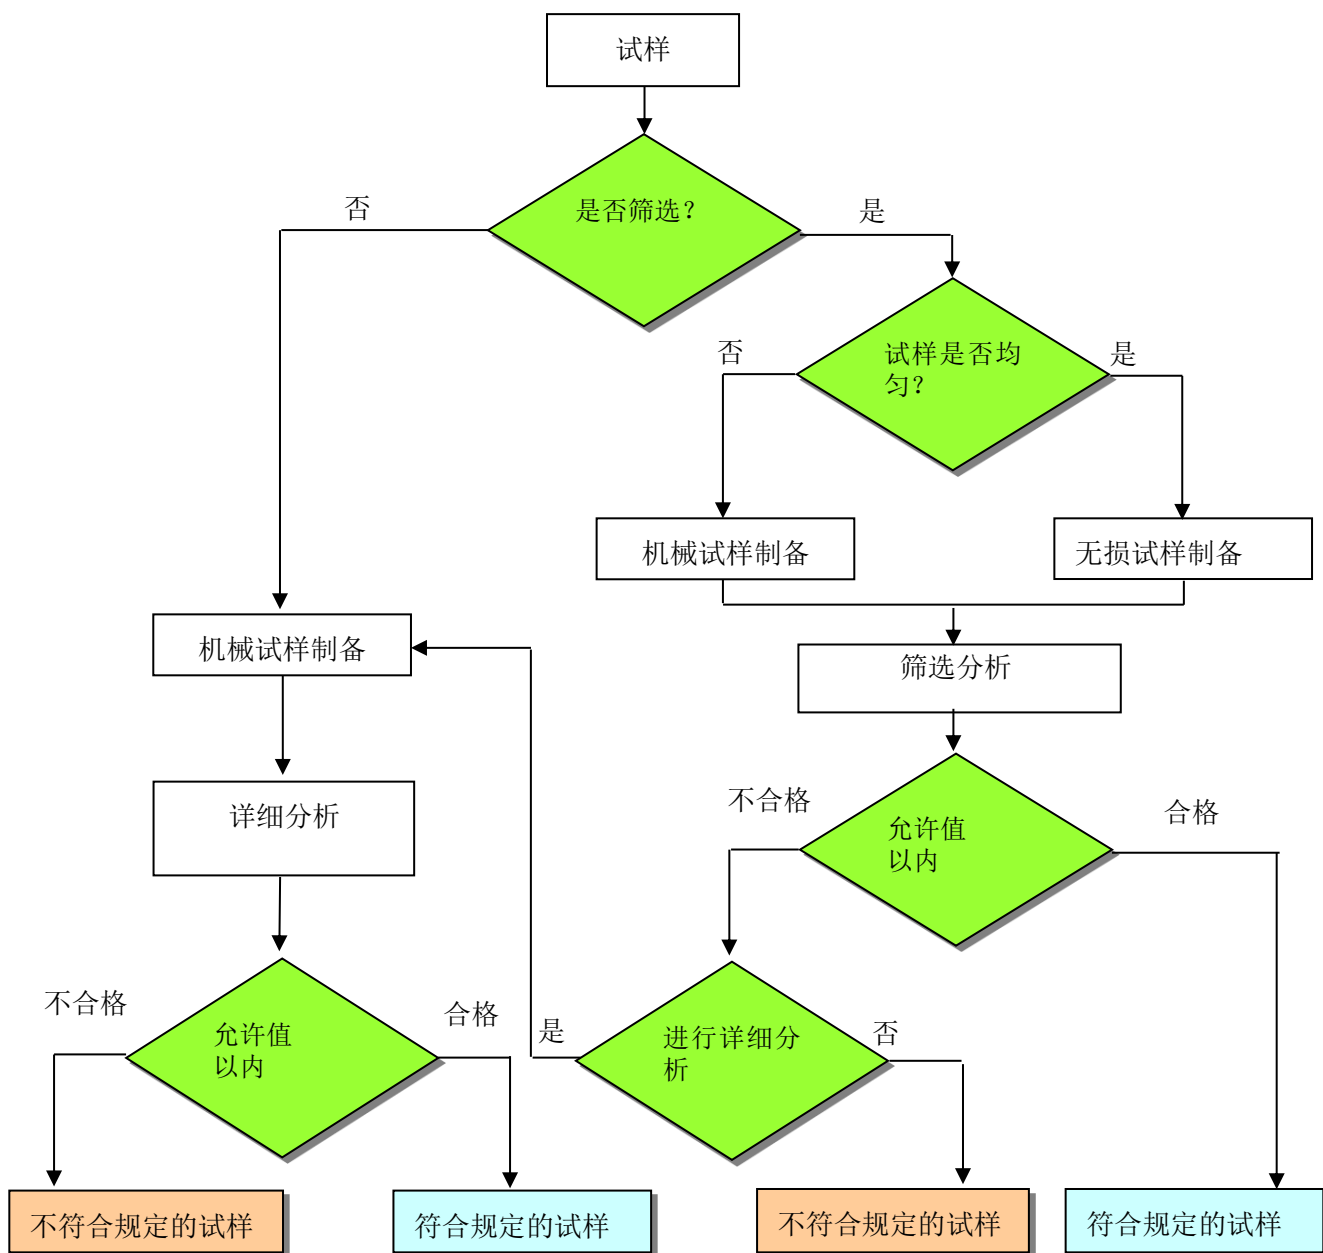 试样
是否筛选？
否
是
试样是否均
匀？
否
是
机械试样制备
无损试样制备
机械试样制备
筛选分析
详细分析
不合格
合格
允许值
以内
不合格
合格
允许值
以内
是
否
进行详细分
析
不符合规定的试样
符合规定的试样
不符合规定的试样
符合规定的试样